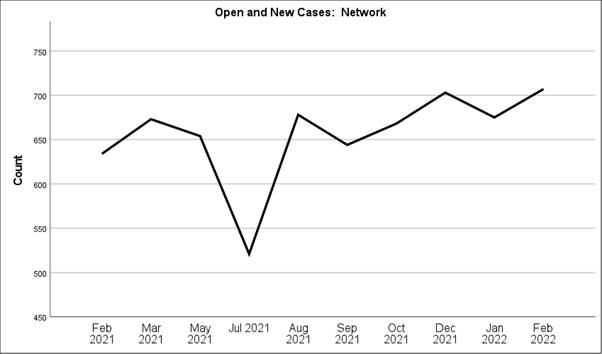 Open and New Cases:  Network
750
700
650
600
550
500
450
Count
Feb 2021
Mar 2021
May 2021
Jul 2021
Aug 2021
Sep 2021
Oct 2021
Dec 2021
Jan 2022
Feb 2022